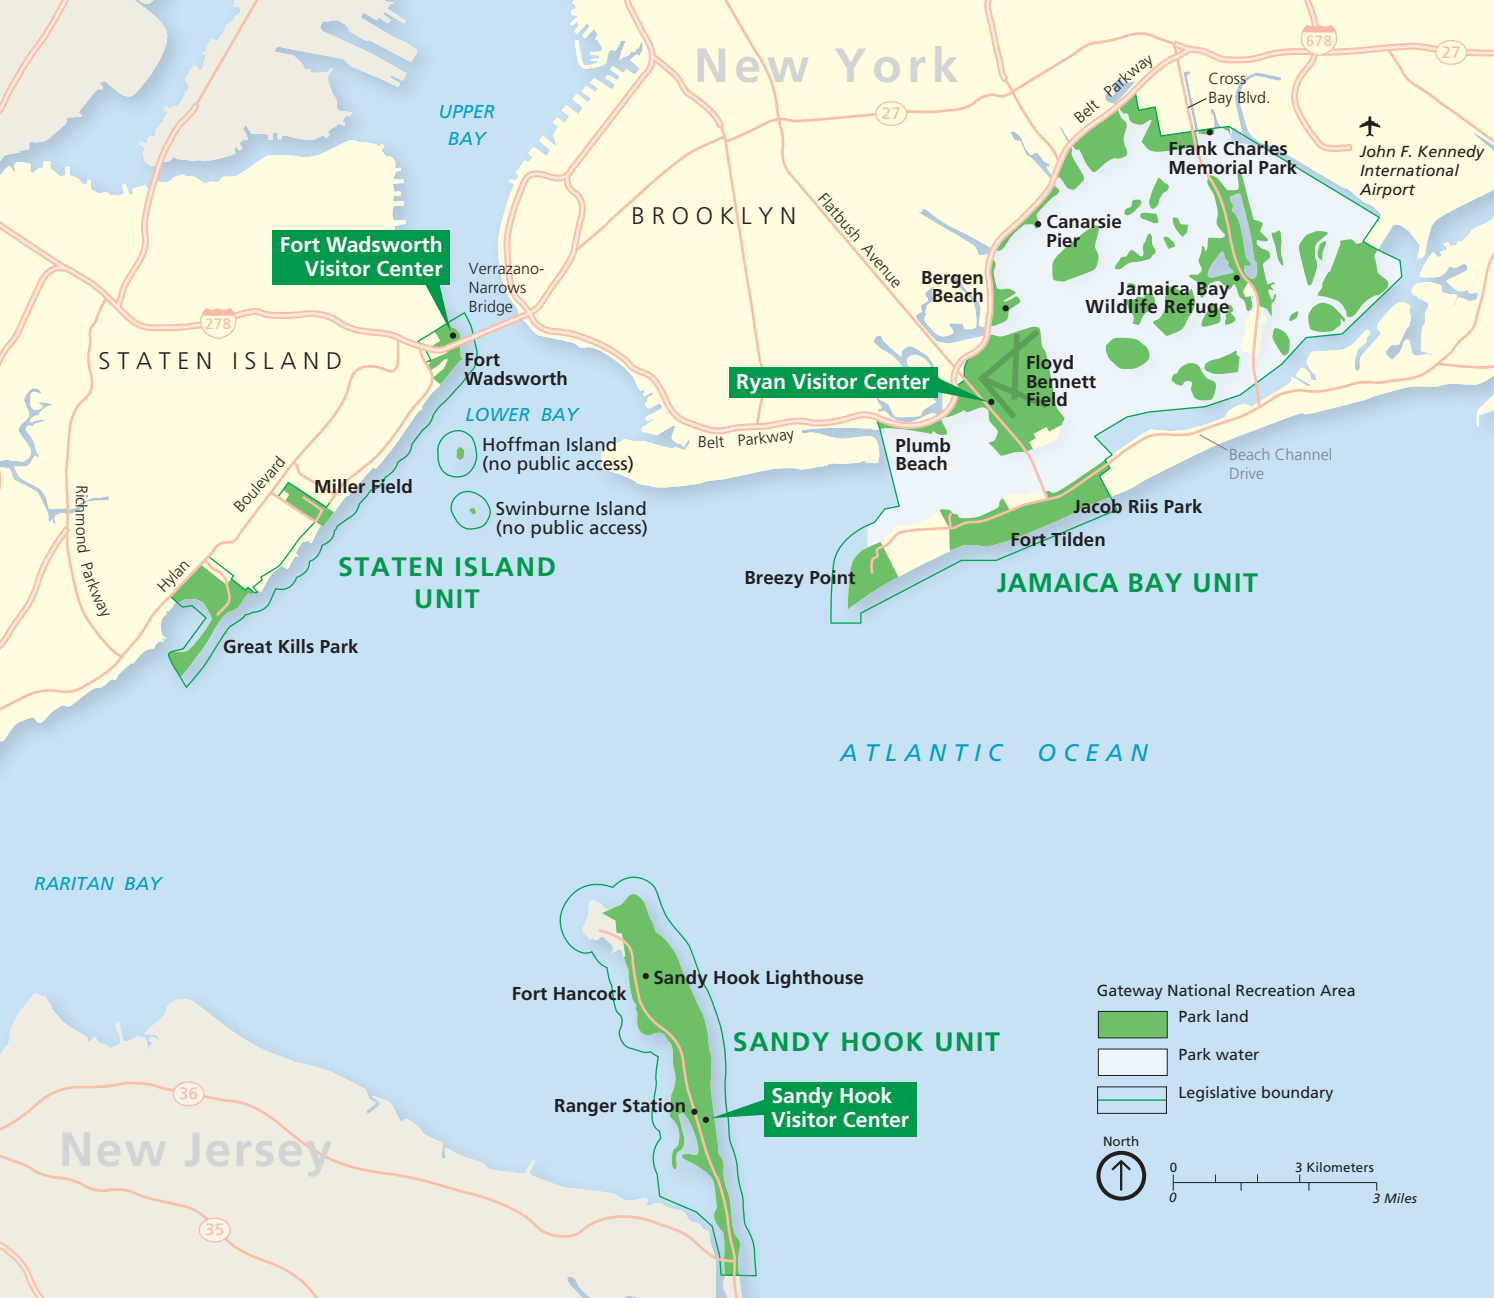 New York
UPPER
BAY
678
27
27
Belt Parkway
Cross
Bay Blvd.
Frank Charles
Memorial Park
John F. Kennedy
International
Airport
BROOKLYN
Flatbush Avenue
Canarsie
Pier
Fort Wadsworth
Visitor Center
Verrazano-
Narrows
Bridge
Bergen
Beach
Jamaica Bay
Wildlife Refuge
278
STATEN ISLAND
Fort
Wadsworth
Ryan Visitor Center
Floyd
Bennett
Field
LOWER BAY
Hoffman Island
(no public access)
Belt Parkway
Plumb
Beach
Beach Channel
Drive
Richmond Parkway
Hylan Boulevard
Miller Field
Swinburne Island
(no public access)
Jacob Riis Park
Fort Tilden
STATEN ISLAND
UNIT
Breezy Point
JAMAICA BAY UNIT
Great Kills Park
ATLANTIC OCEAN
RARITAN BAY
Sandy Hook Lighthouse
Fort Hancock
SANDY HOOK UNIT
Ranger Station
Sandy Hook
Visitor Center
36
New Jersey
35
Gateway National Recreation Area
Park land
Park water
Legislative boundary
North
0
3 Kilometers
0
3 Miles